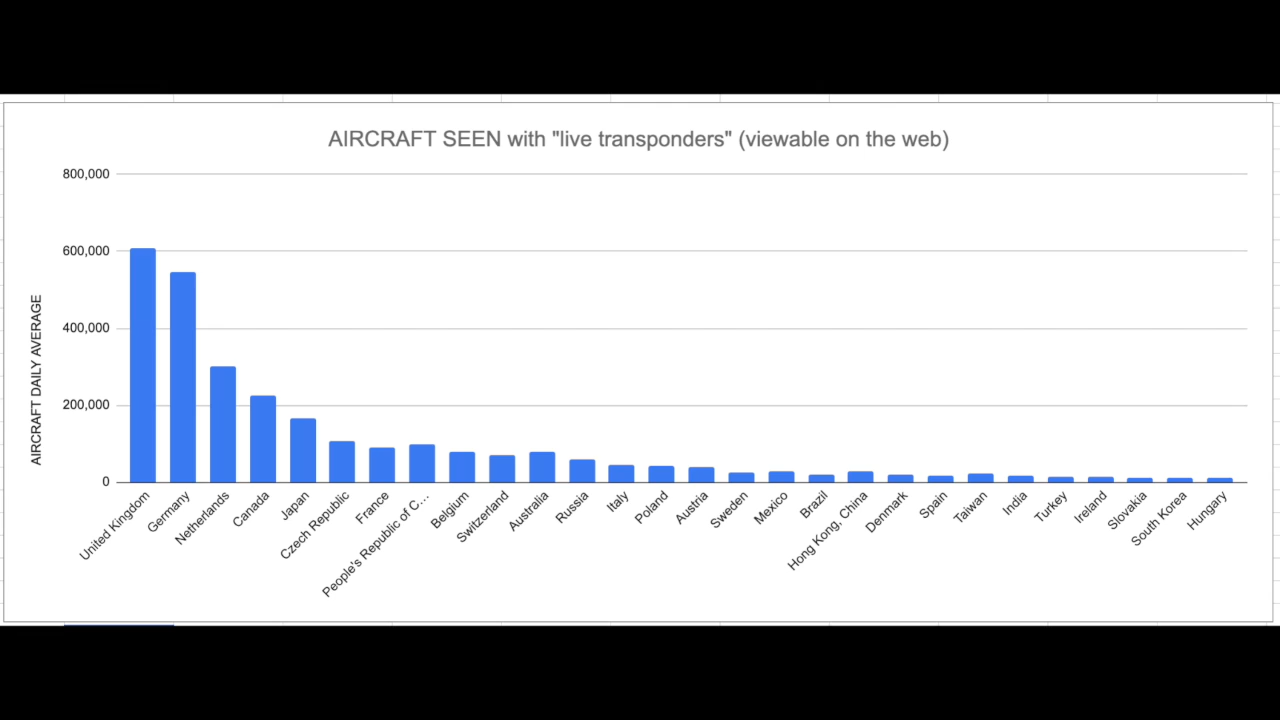 AIRCRAFT SEEN with "live transponders" (viewable on the web)
AIRCRAFT DAILY AVERAGE
800,000
600,000
400,000
200,000
0
United Kingdom
Germany
Netherlands
Canada
Japan
Czech Republic
France
People's Republic of C...
Belgium
Switzerland
Australia
Russia
Italy
Poland
Austria
Sweden
Mexico
Brazil
Hong Kong, China
Denmark
Spain
Taiwan
India
Turkey
Ireland
Slovakia
South Korea
Hungary